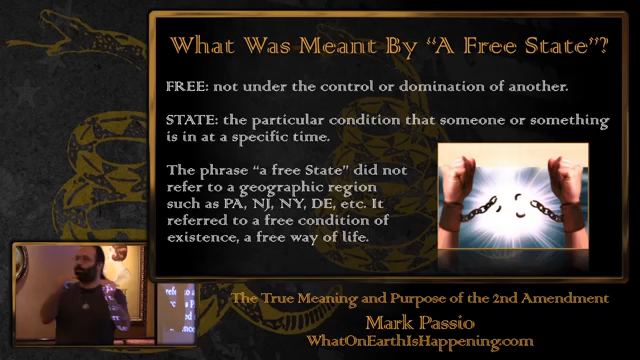 What Was Meant By “A Free State”?
FREE: not under the control or domination of another.
STATE: the particular condition that someone or something
is in at a specific time.
The phrase “a free State” did not
refer to a geographic region
such as PA, NJ, NY, DE, etc. It
referred to a free condition of
existence, a free way of life.
The True Meaning and Purpose of the 2nd Amendment
Mark Passio
WhatOnEarthIsHappening.com